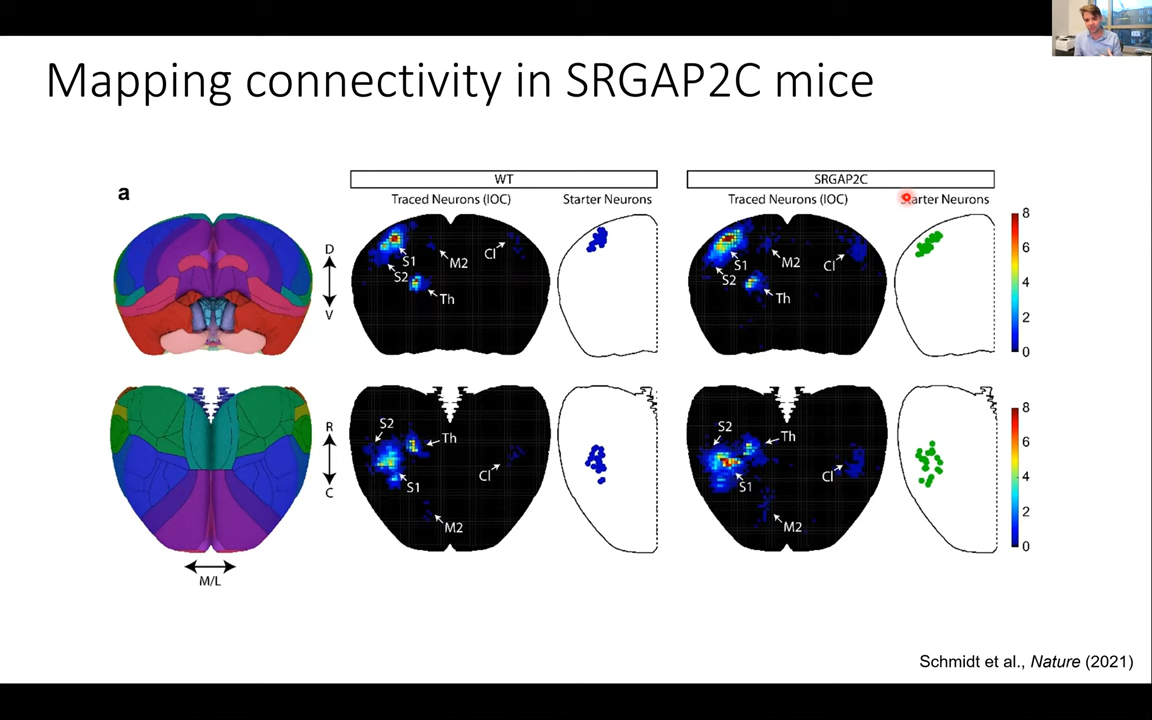 Mapping connectivity in SRGAP2C mice
a
WT
Traced Neurons (IOC)
Starter Neurons
SRGAP2C
Traced Neurons (IOC)
Starter Neurons
D
V
S1
S2
M2
Cl
Th
S1
S2
M2
Cl
Th
8
6
4
2
0
R
C
M/L
S2
Th
S1
Cl
M2
S2
Th
S1
Cl
M2
8
6
4
2
0
Schmidt et al., Nature (2021)